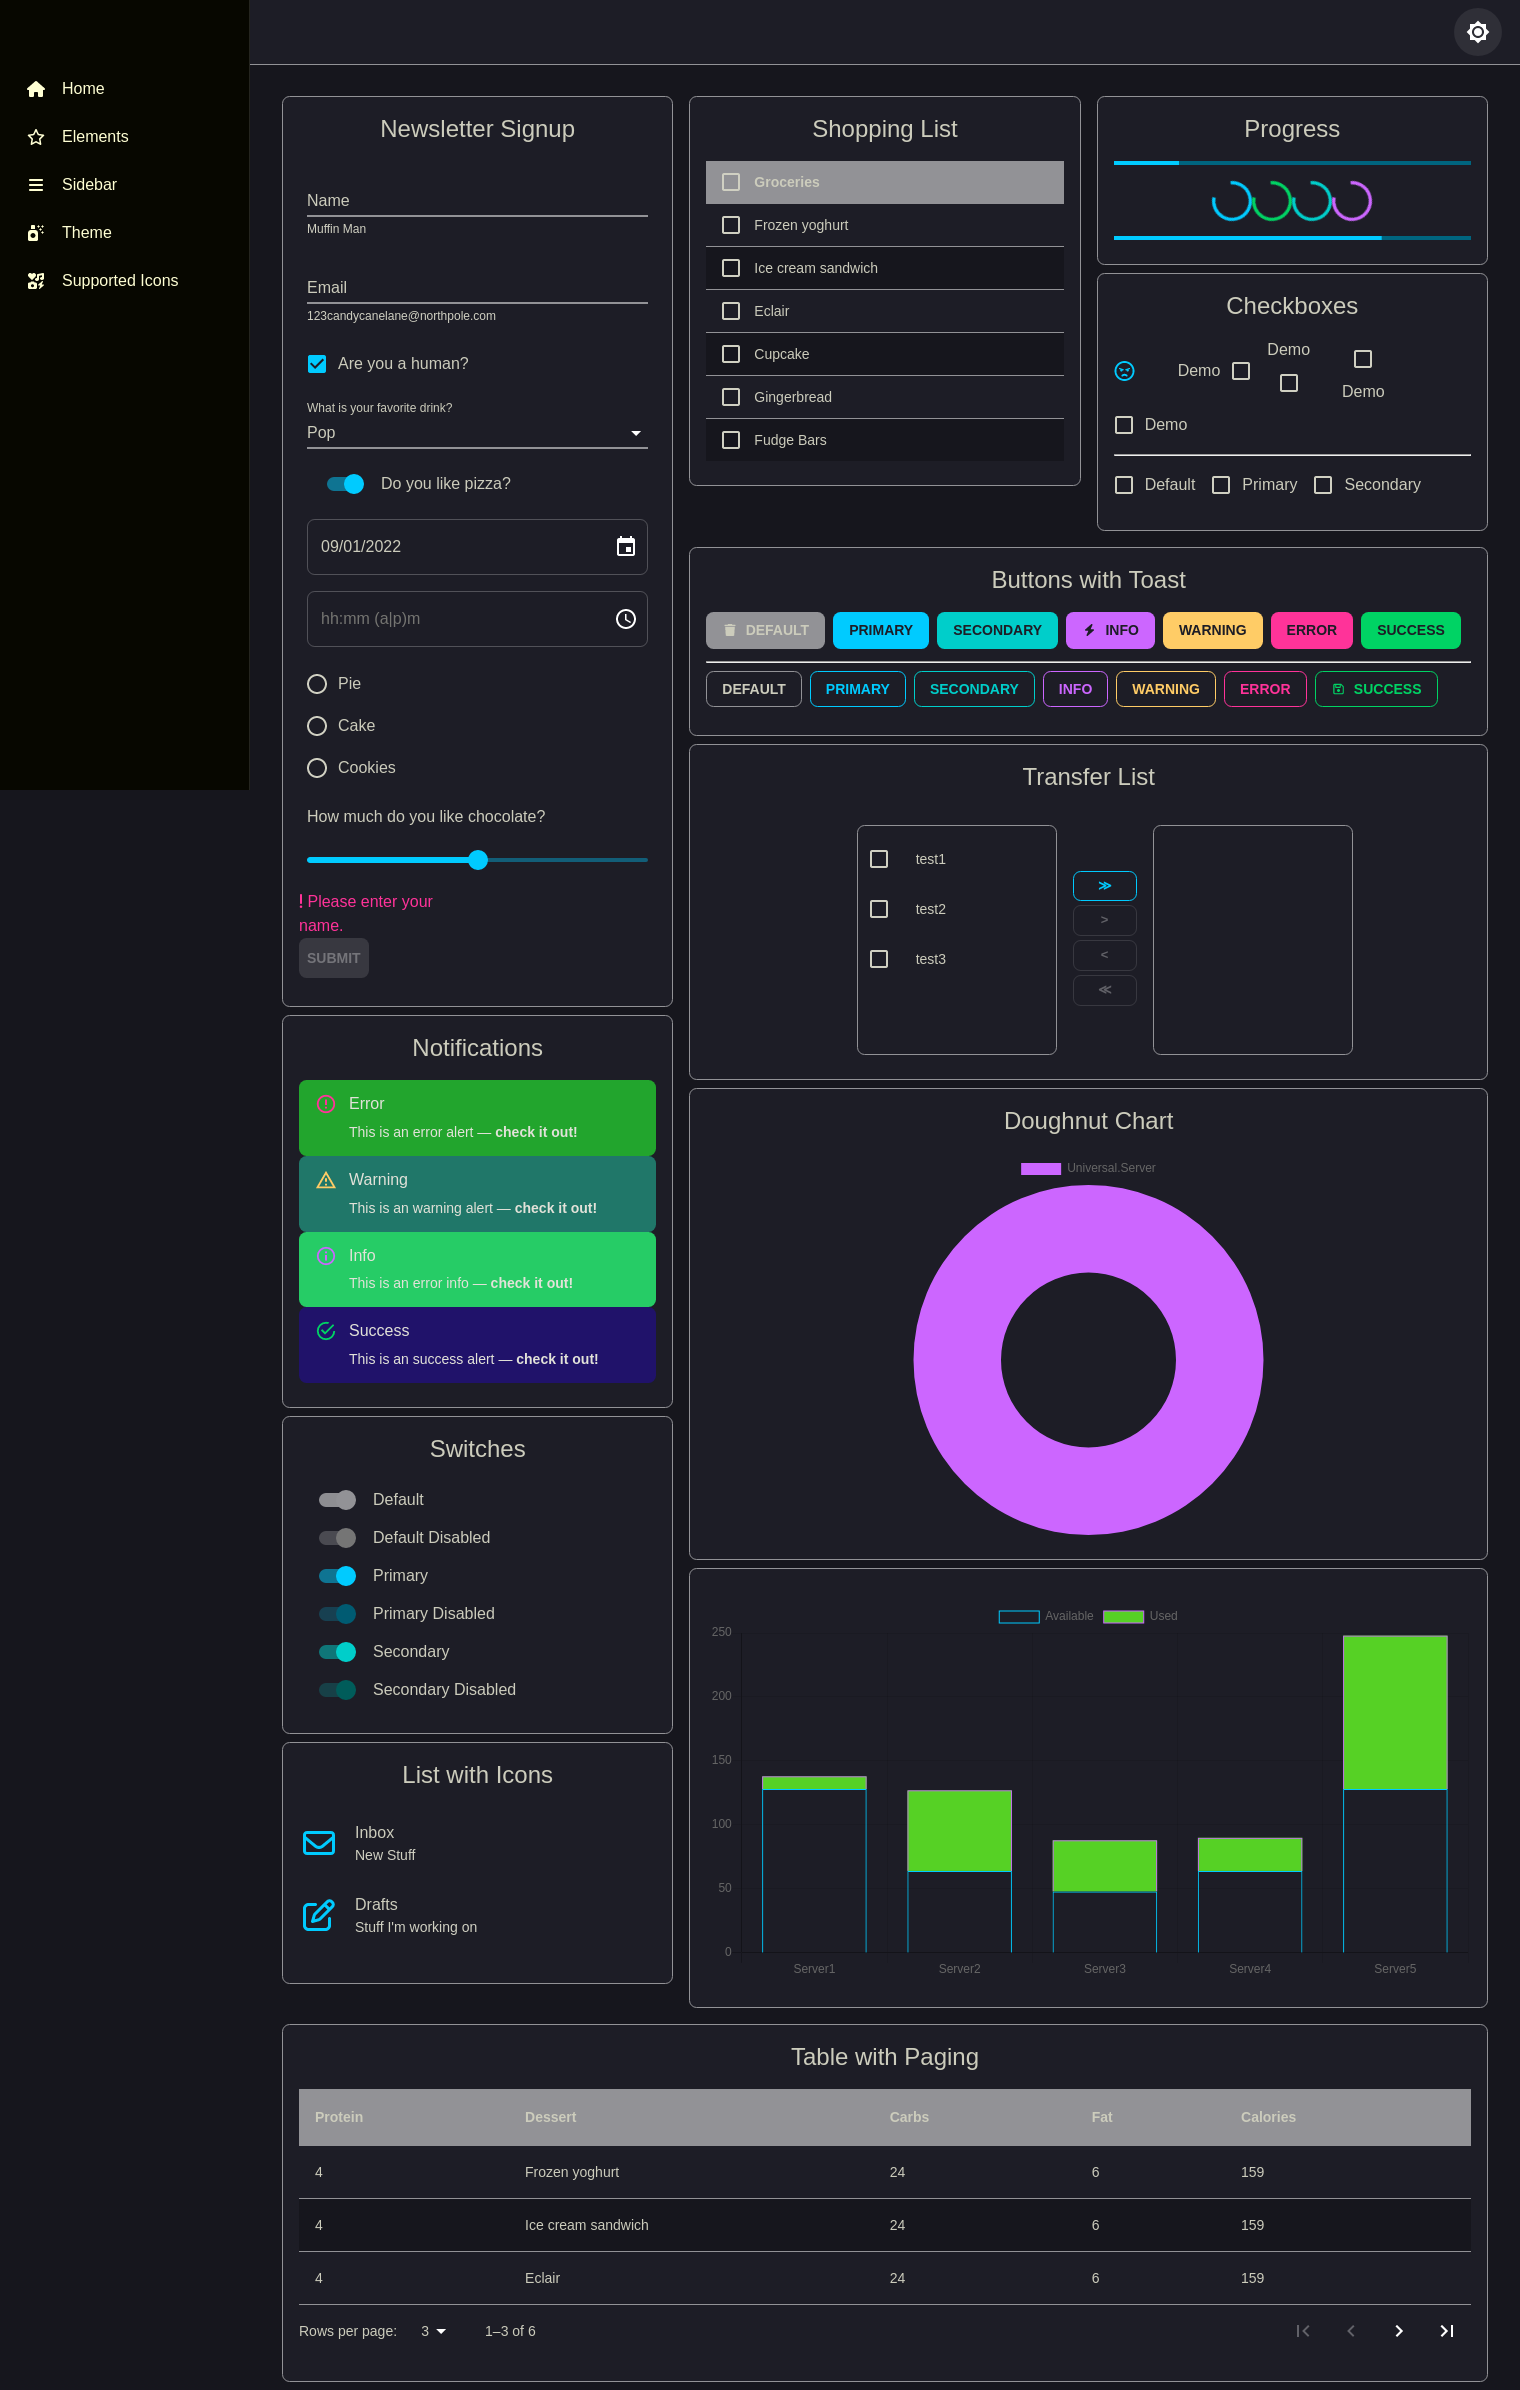 Home
Elements
Sidebar
Theme
Supported Icons
Newsletter Signup
Name
Muffin Man
Email
123candycanelane@northpole.com
Are you a human?
What is your favorite drink?
Pop
Do you like pizza?
09/01/2022
hh:mm (a|p)m
Pie
Cake
Cookies
How much do you like chocolate?
! Please enter your
name.
SUBMIT
Notifications
Error
This is an error alert — check it out!
Warning
This is an warning alert — check it out!
Info
This is an error info — check it out!
Success
This is an success alert — check it out!
Switches
Default
Default Disabled
Primary
Primary Disabled
Secondary
Secondary Disabled
List with Icons
Inbox
New Stuff
Drafts
Stuff I'm working on
Shopping List
Groceries
Frozen yoghurt
Ice cream sandwich
Eclair
Cupcake
Gingerbread
Fudge Bars
Progress
Checkboxes
Demo
Demo
Demo
Demo
Default Primary Secondary
Buttons with Toast
DEFAULT PRIMARY SECONDARY INFO WARNING ERROR SUCCESS
DEFAULT PRIMARY SECONDARY INFO WARNING ERROR SUCCESS
Transfer List
test1
test2
test3
≫
>
<
≪
Doughnut Chart
Universal.Server
Available Used
250
200
150
100
50
0
Server1 Server2 Server3 Server4 Server5
Table with Paging
Protein Dessert Carbs Fat Calories
4 Frozen yoghurt 24 6 159
4 Ice cream sandwich 24 6 159
4 Eclair 24 6 159
Rows per page: 3 1–3 of 6